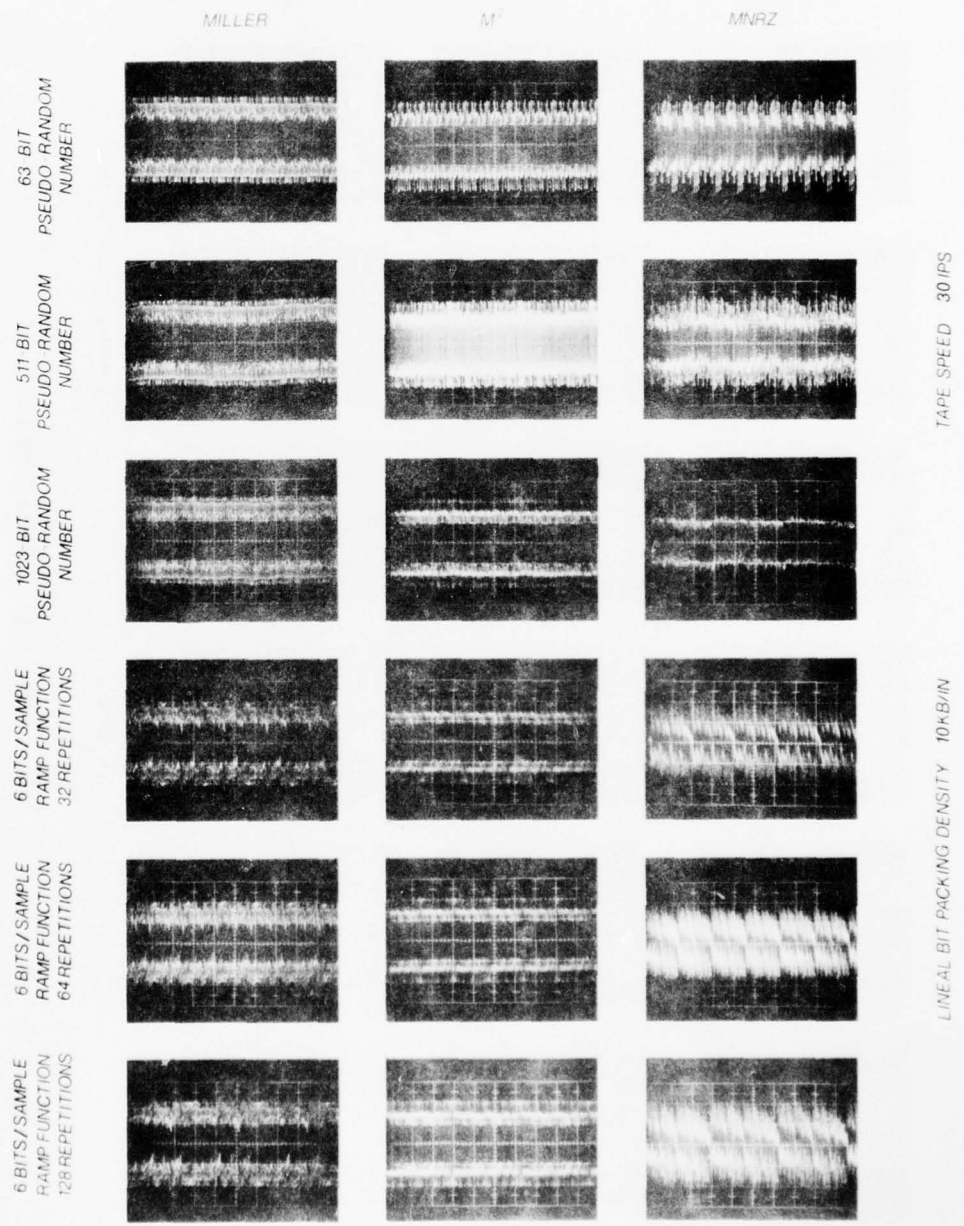 MILLER
M²
MNRZ
63 BIT
PSEUDO-RANDOM
NUMBER
511 BIT
PSEUDO-RANDOM
NUMBER
1023 BIT
PSEUDO-RANDOM
NUMBER
6 BITS/SAMPLE
RAMP FUNCTION
32 REPETITIONS
6 BITS/SAMPLE
RAMP FUNCTION
64 REPETITIONS
6 BITS/SAMPLE
RAMP FUNCTION
128 REPETITIONS
LINEAL BIT PACKING DENSITY 10KB/IN
TAPE SPEED 30 IPS